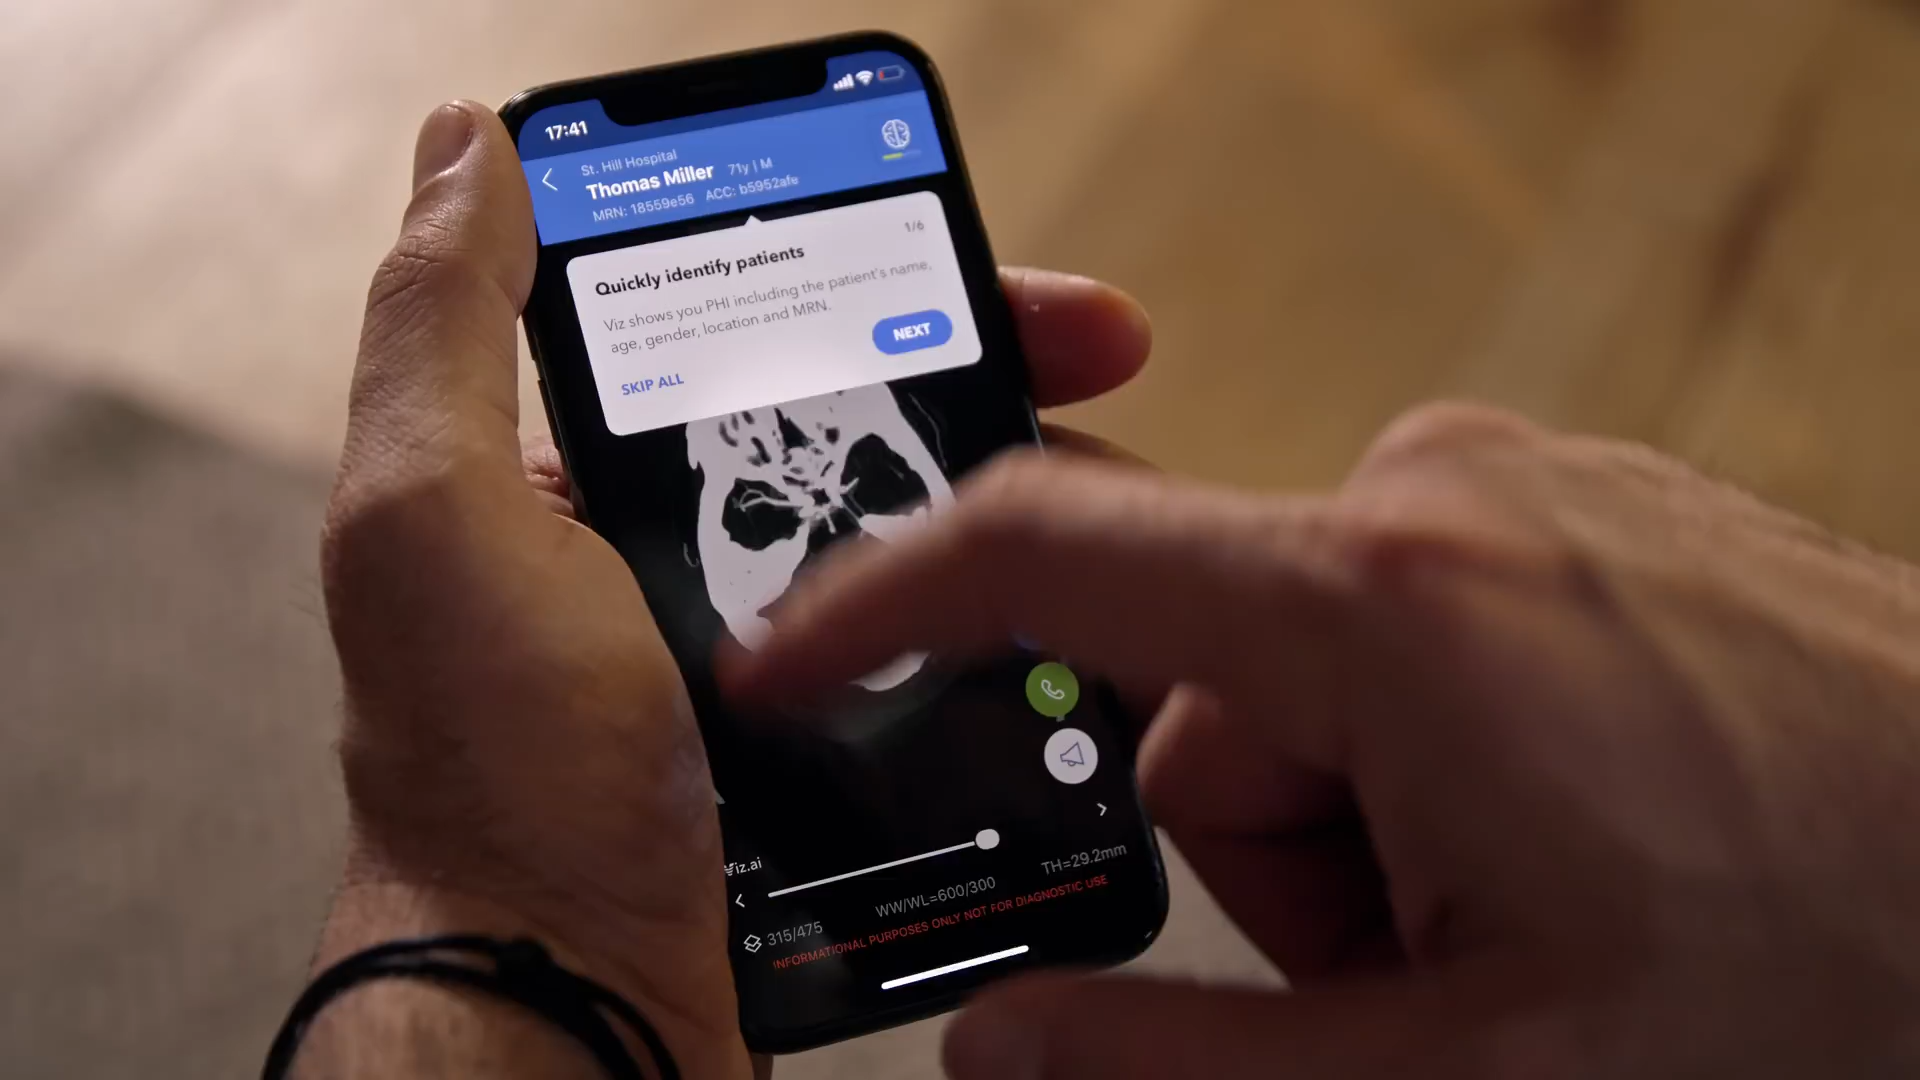 17:41
St. Hill Hospital
Thomas Miller 71y | M
MRN: 18559e56 ACC: b5952afe
1/6
Quickly identify patients
Viz shows you PHI including the patient's name,
age, gender, location and MRN.
NEXT
SKIP ALL
Viz.ai
TH=29.2mm
WW/WL=600/300
315/475
INFORMATIONAL PURPOSES ONLY NOT FOR DIAGNOSTIC USE